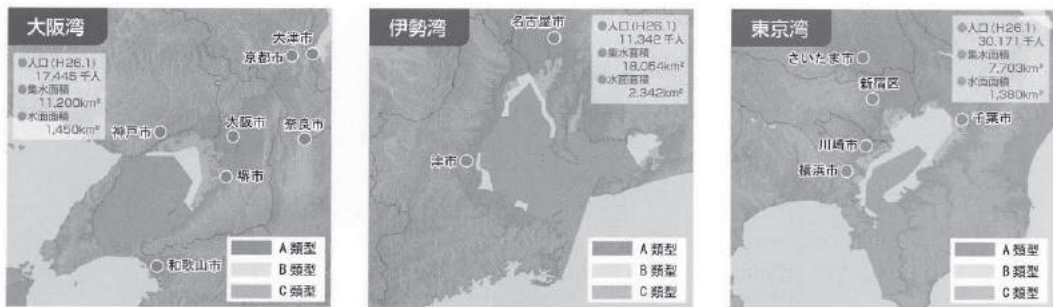 大阪湾
●人口(H26.1)
17,445千人
●集水面積
11,200km²
●水面面積
1,450km²
大津市
京都市
神戸市
大阪市
奈良市
堺市
和歌山市
A類型
B類型
C類型
伊勢湾
名古屋市
●人口(H26.1)
11,342千人
●集水面積
18,054km²
●水面面積
2,342km²
津市
A類型
B類型
C類型
東京湾
●人口(H26.1)
30,171千人
●集水面積
7,703km²
●水面面積
1,380km²
さいたま市
新宿区
千葉市
川崎市
横浜市
A類型
B類型
C類型